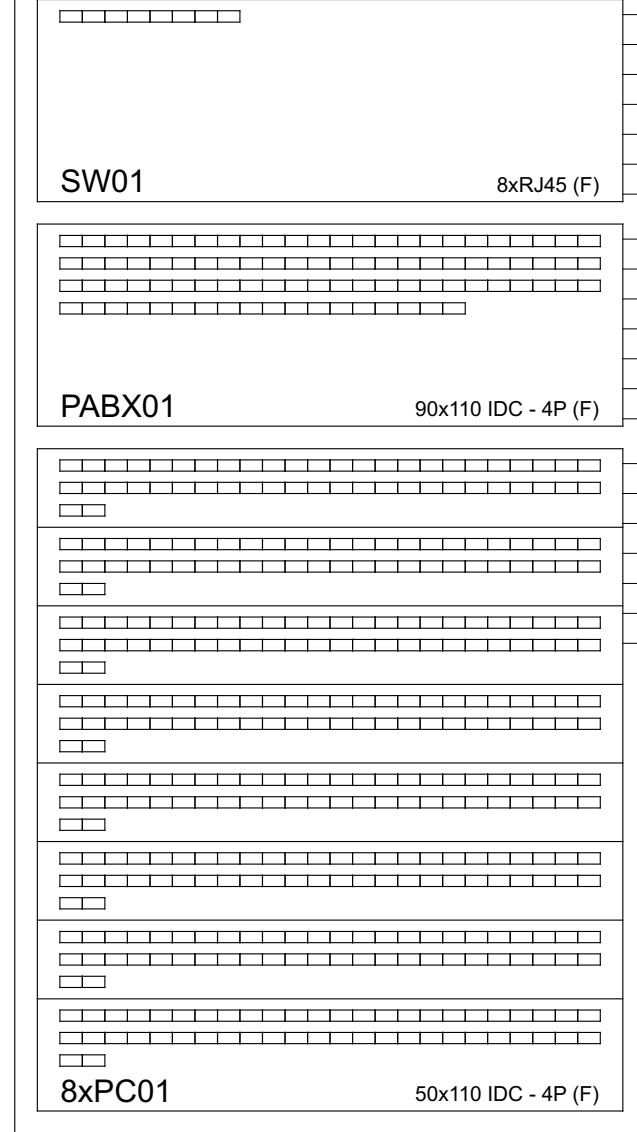 SW01 8xRJ45 (F)
PABX01 90x110 IDC - 4P (F)
8xPC01 50x110 IDC - 4P (F)